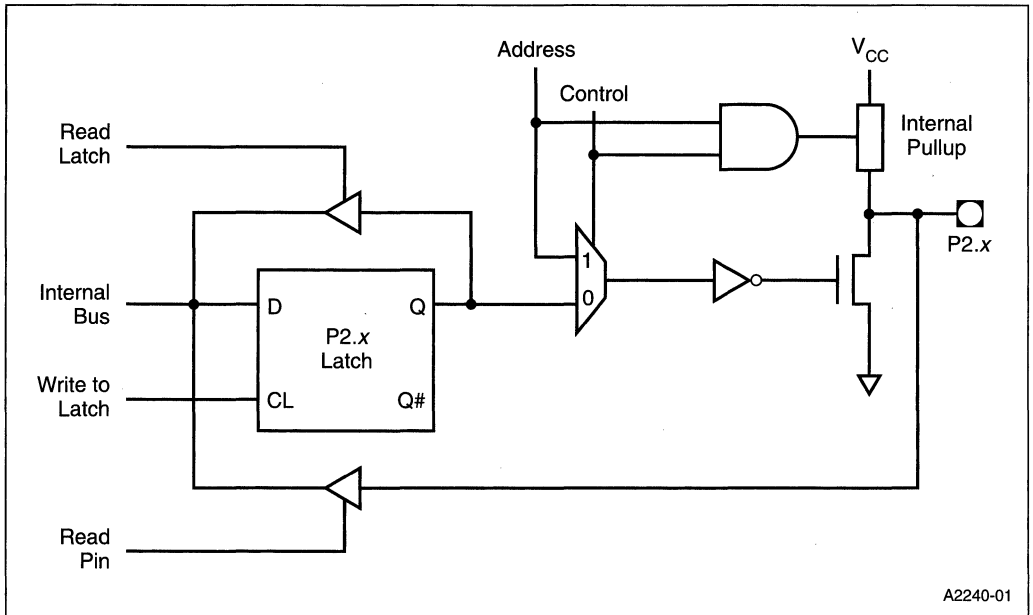 Address
V_CC
Control
Read
Latch
Internal
Pullup
P2.x
1
Internal
Bus
D
Q
0
P2.x
Latch
Write to
Latch
CL
Q#
Read
Pin
A2240-01